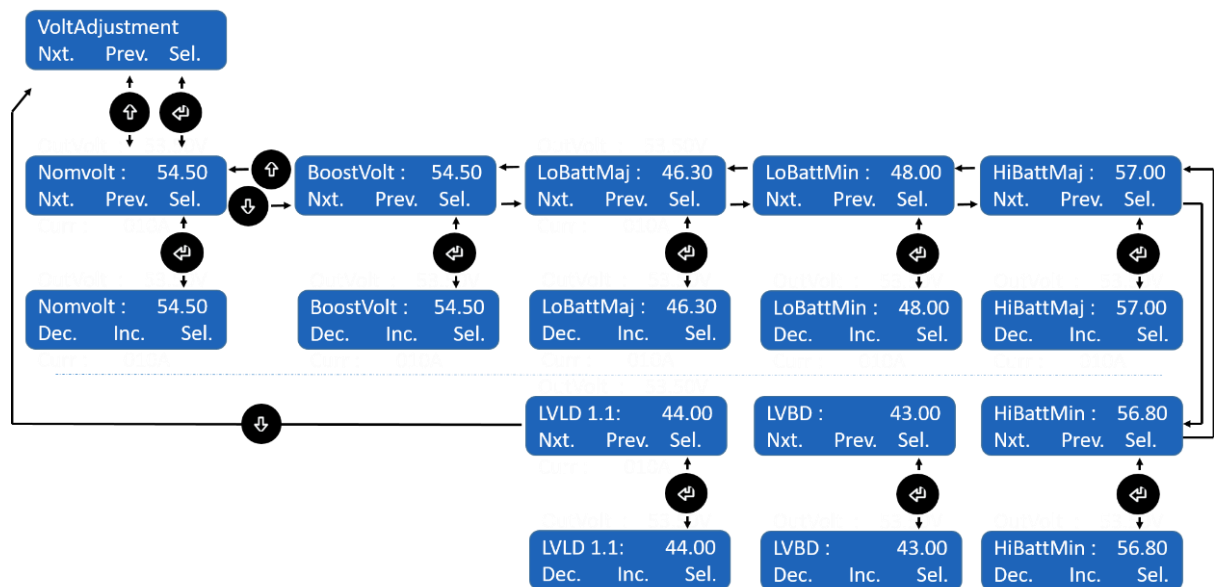 VoltAdjustment
Nxt. Prev. Sel.
Nomvolt : 54.50
Nxt. Prev. Sel.
BoostVolt : 54.50
Nxt. Prev. Sel.
LoBattMaj : 46.30
Nxt. Prev. Sel.
LoBattMin : 48.00
Nxt. Prev. Sel.
HiBattMaj : 57.00
Nxt. Prev. Sel.
Nomvolt : 54.50
Dec. Inc. Sel.
BoostVolt : 54.50
Dec. Inc. Sel.
LoBattMaj : 46.30
Dec. Inc. Sel.
LoBattMin : 48.00
Dec. Inc. Sel.
HiBattMaj : 57.00
Dec. Inc. Sel.
LVLD 1.1: 44.00
Nxt. Prev. Sel.
LVBD : 43.00
Nxt. Prev. Sel.
HiBattMin : 56.80
Nxt. Prev. Sel.
LVLD 1.1: 44.00
Dec. Inc. Sel.
LVBD : 43.00
Dec. Inc. Sel.
HiBattMin : 56.80
Dec. Inc. Sel.